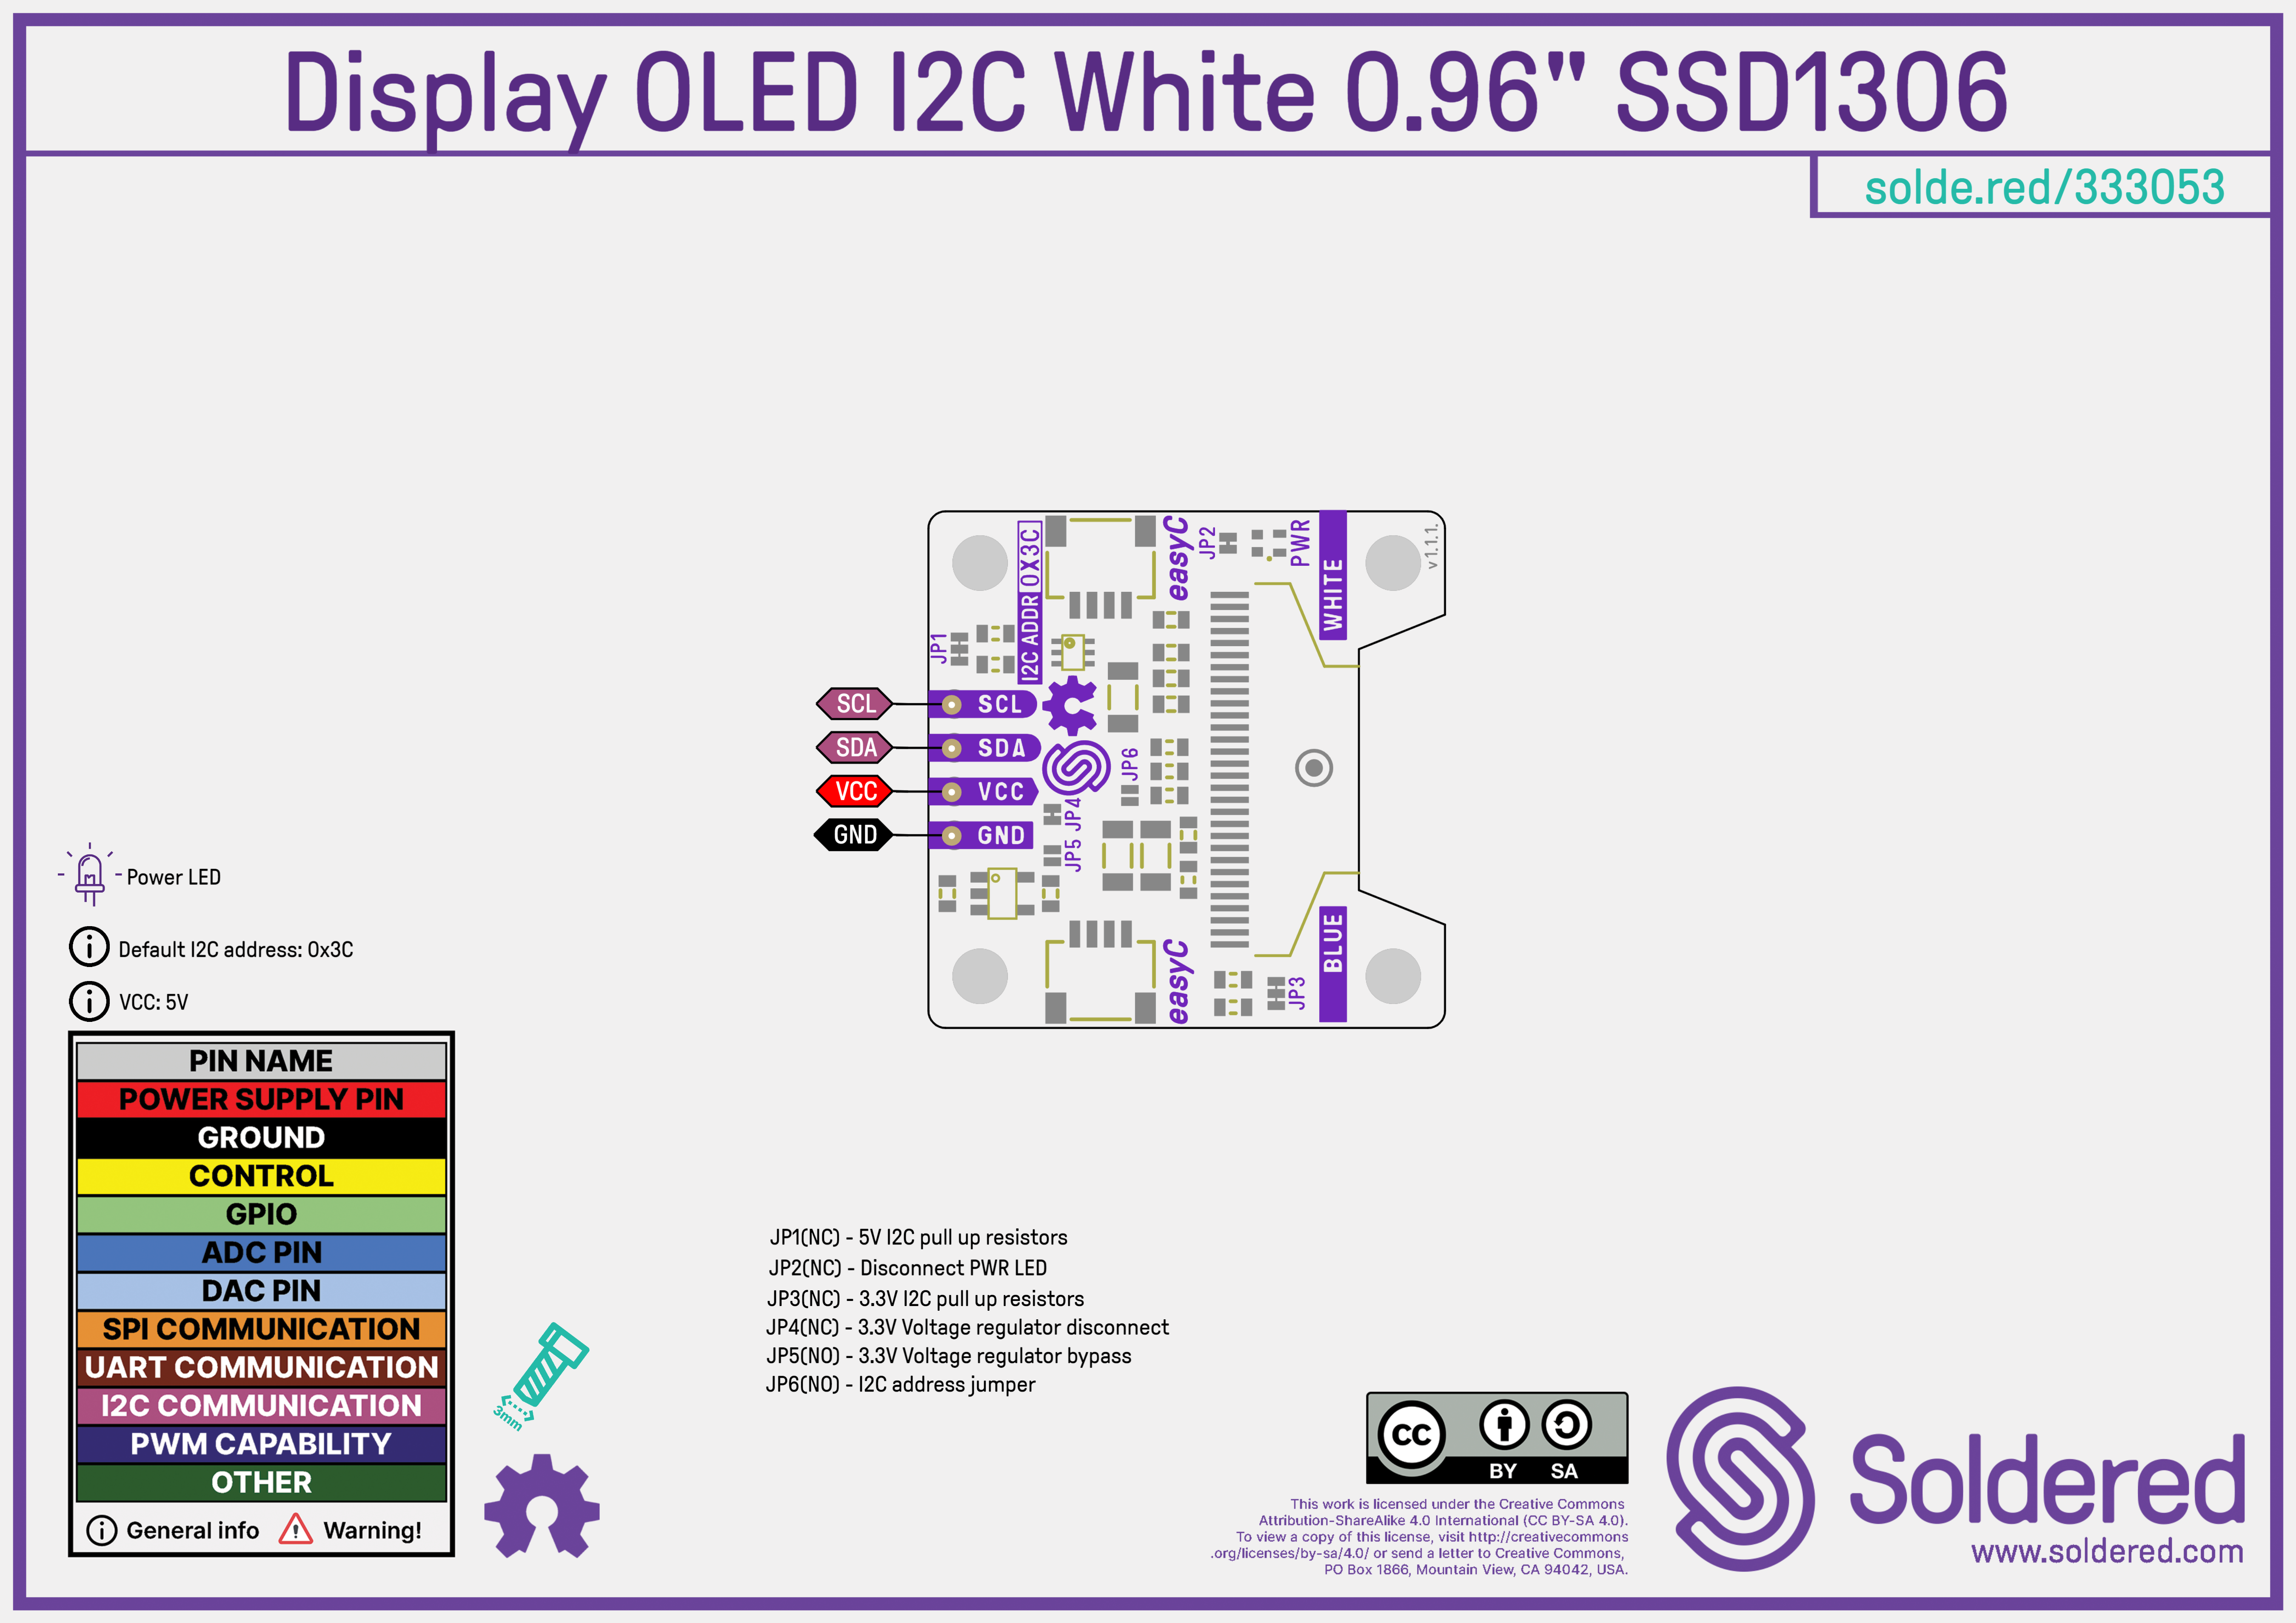 Display OLED I2C White 0.96" SSD1306
solde.red/333053
I2C ADDR 0X3C
easyC
JP2
PWR
WHITE
v1.1.1.
JP1
SCL
SCL
SDA
SDA
VCC
VCC
GND
GND
JP6
JP4
JP5
easyC
JP3
BLUE
Power LED
Default I2C address: 0x3C
VCC: 5V
PIN NAME
POWER SUPPLY PIN
GROUND
CONTROL
GPIO
ADC PIN
DAC PIN
SPI COMMUNICATION
UART COMMUNICATION
I2C COMMUNICATION
PWM CAPABILITY
OTHER
General info Warning!
3mm
JP1(NC) - 5V I2C pull up resistors
JP2(NC) - Disconnect PWR LED
JP3(NC) - 3.3V I2C pull up resistors
JP4(NC) - 3.3V Voltage regulator disconnect
JP5(NO) - 3.3V Voltage regulator bypass
JP6(NO) - I2C address jumper
cc
BY SA
This work is licensed under the Creative Commons
Attribution-ShareAlike 4.0 International (CC BY-SA 4.0).
To view a copy of this license, visit http://creativecommons
.org/licenses/by-sa/4.0/ or send a letter to Creative Commons,
PO Box 1866, Mountain View, CA 94042, USA.
Soldered
www.soldered.com